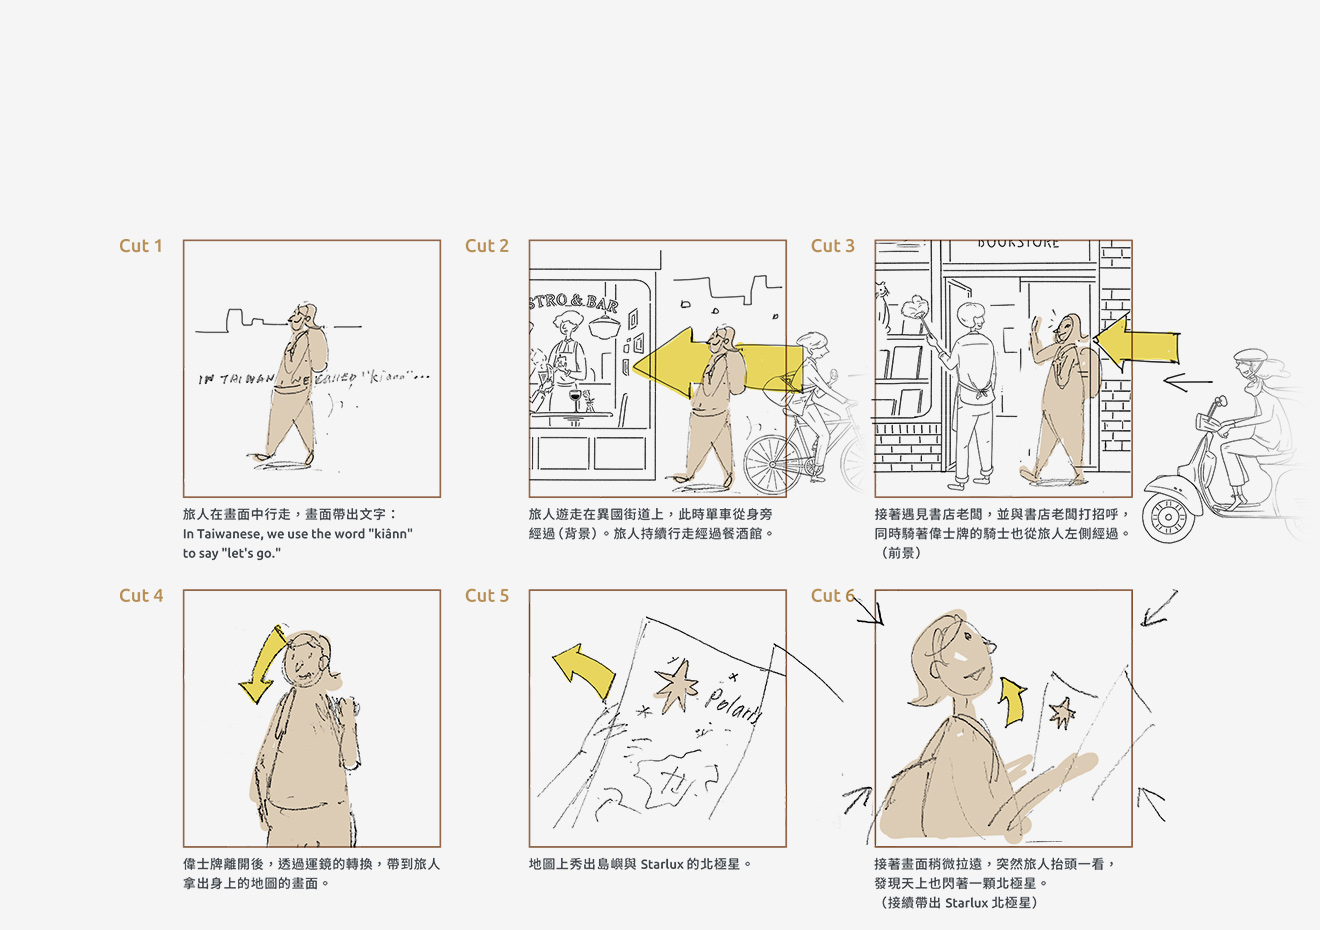 Cut 1
IN TAIWAN WE CALLED "kiânn"...
旅人在畫面中行走，畫面帶出文字：
In Taiwanese, we use the word "kiânn"
to say "let's go."
Cut 2
STRO & BAR
旅人遊走在異國街道上，此時單車從身旁
經過（背景）。旅人持續行走經過餐酒館。
Cut 3
BOOKSTORE
接著遇見書店老闆，並與書店老闆打招呼，
同時騎著偉士牌的騎士也從旅人左側經過。
（前景）
Cut 4
偉士牌離開後，透過運鏡的轉換，帶到旅人
拿出身上的地圖的畫面。
Cut 5
Polaris
地圖上秀出島嶼與 Starlux 的北極星。
Cut 6
接著畫面稍微拉遠，突然旅人抬頭一看，
發現天上也閃著一顆北極星。
（接續帶出 Starlux 北極星）